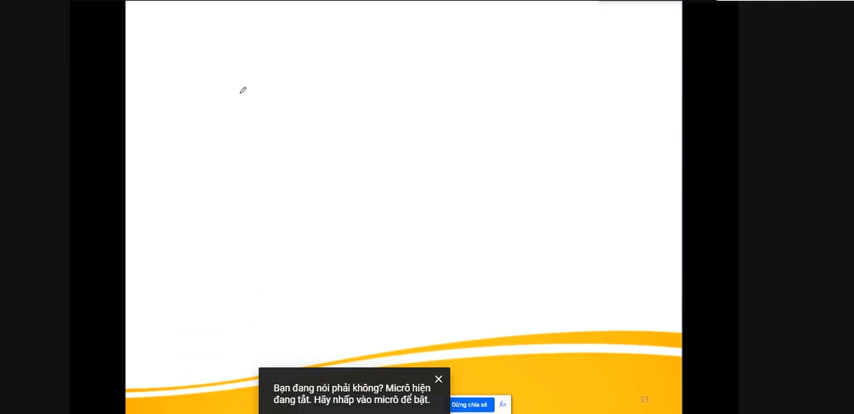 Bạn đang nói phải không? Micrô hiện
đang tắt. Hãy nhấp vào micrô để bật.
Dừng chia sẻ
Ẩn
33